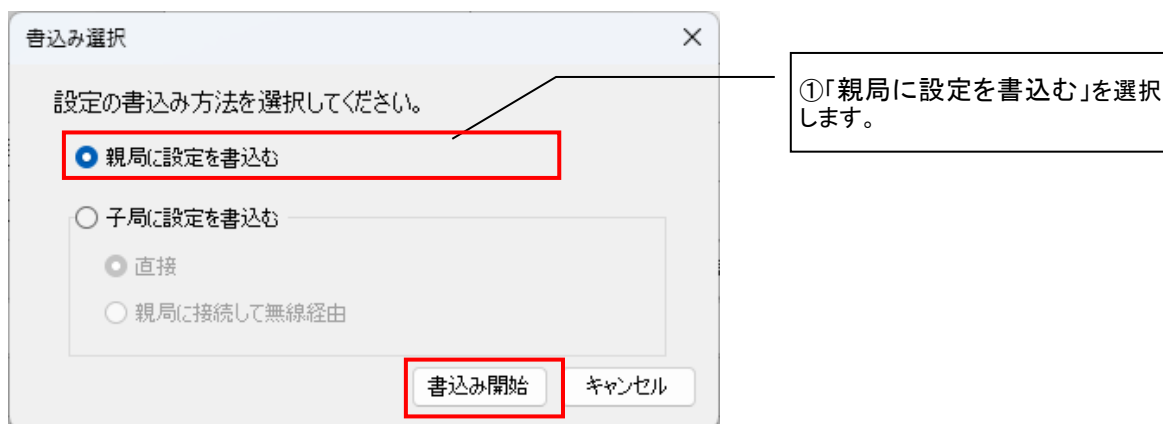 書込み選択
設定の書込み方法を選択してください。
親局に設定を書込む
子局に設定を書込む
直接
親局に接続して無線経由
書込み開始
キャンセル
①「親局に設定を書込む」を選択
します。